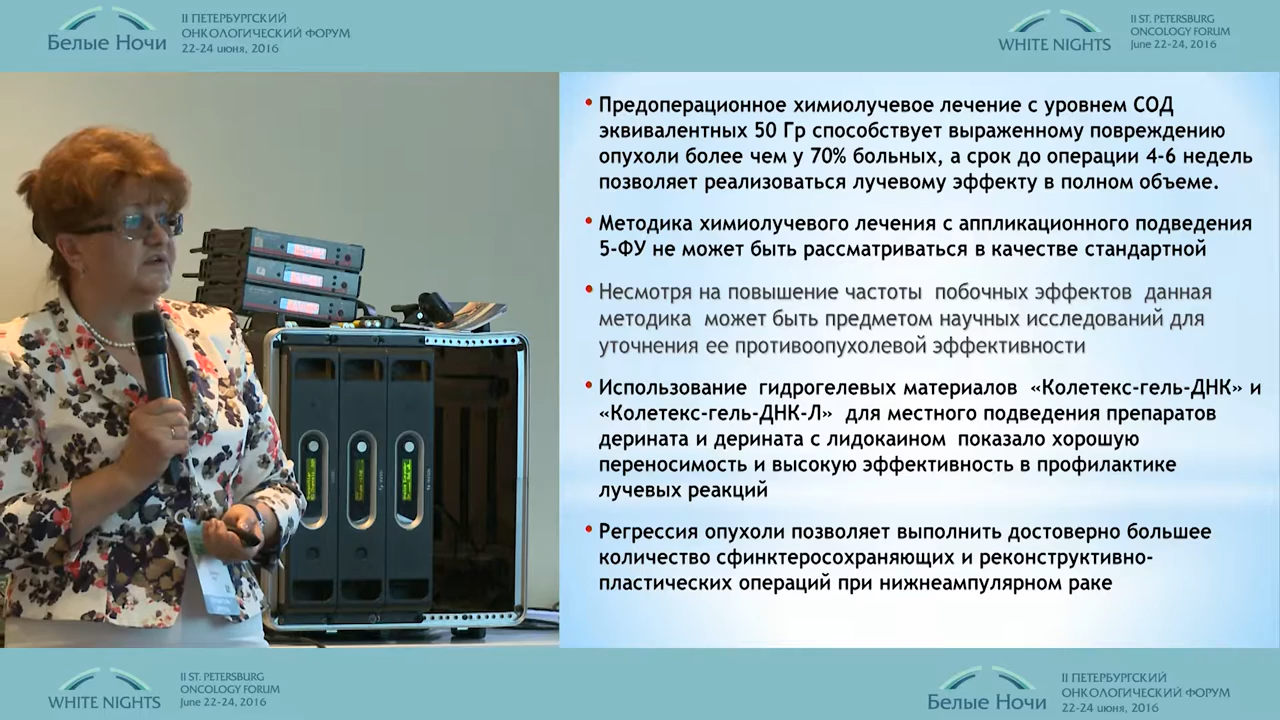 Белые Ночи
II ПЕТЕРБУРГСКИЙ
ОНКОЛОГИЧЕСКИЙ ФОРУМ
22-24 июня, 2016
WHITE NIGHTS
II ST. PETERSBURG
ONCOLOGY FORUM
June 22-24, 2016
• Предоперационное химиолучевое лечение с уровнем СОД
эквивалентных 50 Гр способствует выраженному повреждению
опухоли более чем у 70% больных, а срок до операции 4-6 недель
позволяет реализоваться лучевому эффекту в полном объеме.
• Методика химиолучевого лечения с аппликационного подведения
5-ФУ не может быть рассматриваться в качестве стандартной
• Несмотря на повышение частоты побочных эффектов данная
методика может быть предметом научных исследований для
уточнения ее противоопухолевой эффективности
• Использование гидрогелевых материалов «Колетекс-гель-ДНК» и
«Колетекс-гель-ДНК-Л» для местного подведения препаратов
дерината и дерината с лидокаином показало хорошую
переносимость и высокую эффективность в профилактике
лучевых реакций
• Регрессия опухоли позволяет выполнить достоверно большее
количество сфинктеросохраняющих и реконструктивно-
пластических операций при нижнеампулярном раке
WHITE NIGHTS
II ST. PETERSBURG
ONCOLOGY FORUM
June 22-24, 2016
Белые Ночи
II ПЕТЕРБУРГСКИЙ
ОНКОЛОГИЧЕСКИЙ ФОРУМ
22-24 июня, 2016